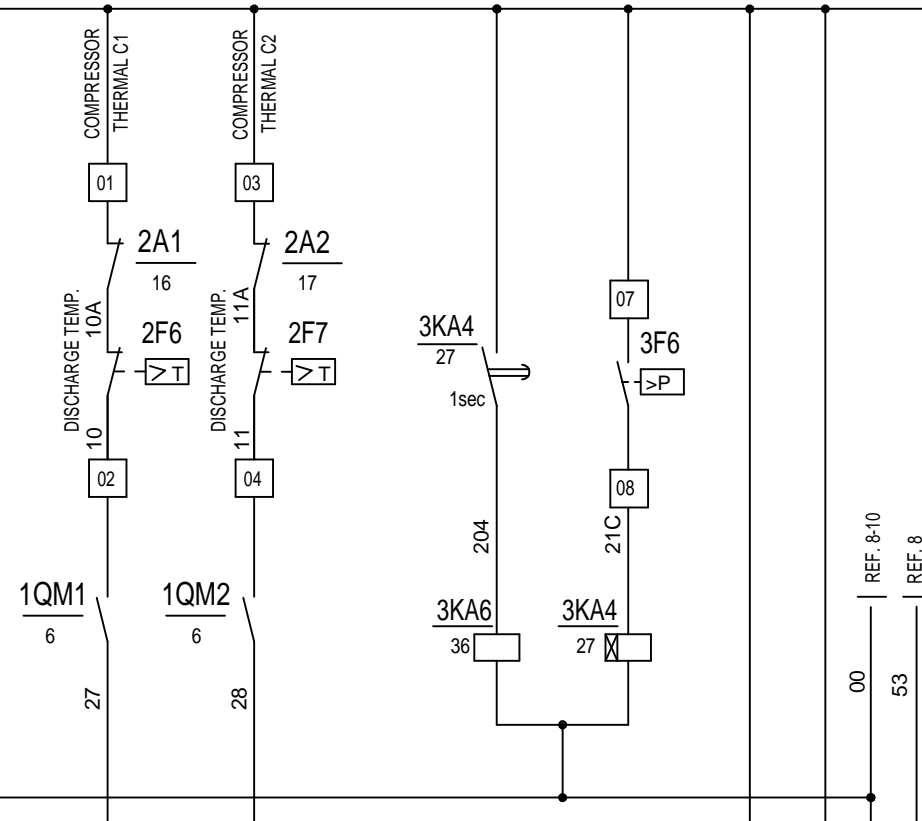 COMPRESSOR
THERMAL C1
COMPRESSOR
THERMAL C2
01
03
2A1
16
2A2
17
DISCHARGE TEMP.
10A
DISCHARGE TEMP.
11A
07
2F6
> T
2F7
> T
3KA4
27
1sec
3F6
>P
10
11
02
04
08
204
21C
REF. 8-10
REF. 8
1QM1
6
1QM2
6
3KA6
36
3KA4
27
27
28
00
53